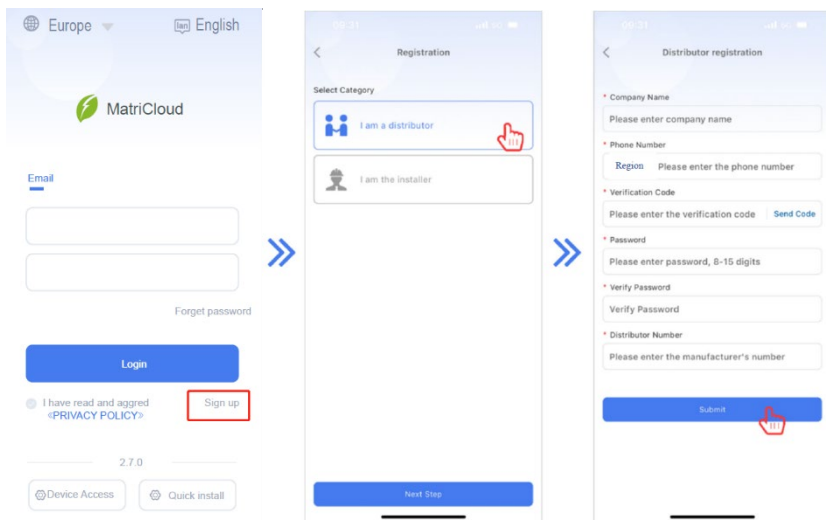 Europe
English
MatriCloud
Email
Forget password
Login
I have read and aggred
《PRIVACY POLICY》
Sign up
2.7.0
Device Access
Quick install
09:31
Registration
Select Category
I am a distributor
I am the installer
Next Step
09:31
Distributor registration
* Company Name
Please enter company name
* Phone Number
Region Please enter the phone number
* Verification Code
Please enter the verification code Send Code
* Password
Please enter password, 8-15 digits
* Verify Password
Verify Password
* Distributor Number
Please enter the manufacturer's number
Submit